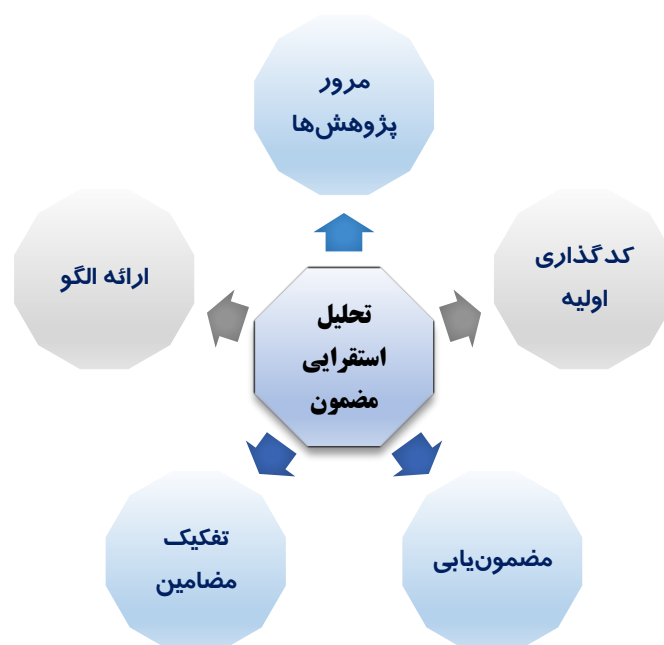 مرور
پژوهش‌ها
کدگذاری
اولیه
ارائه الگو
تحلیل
استقرایی
مضمون
مضمون‌یابی
تفکیک
مضامین